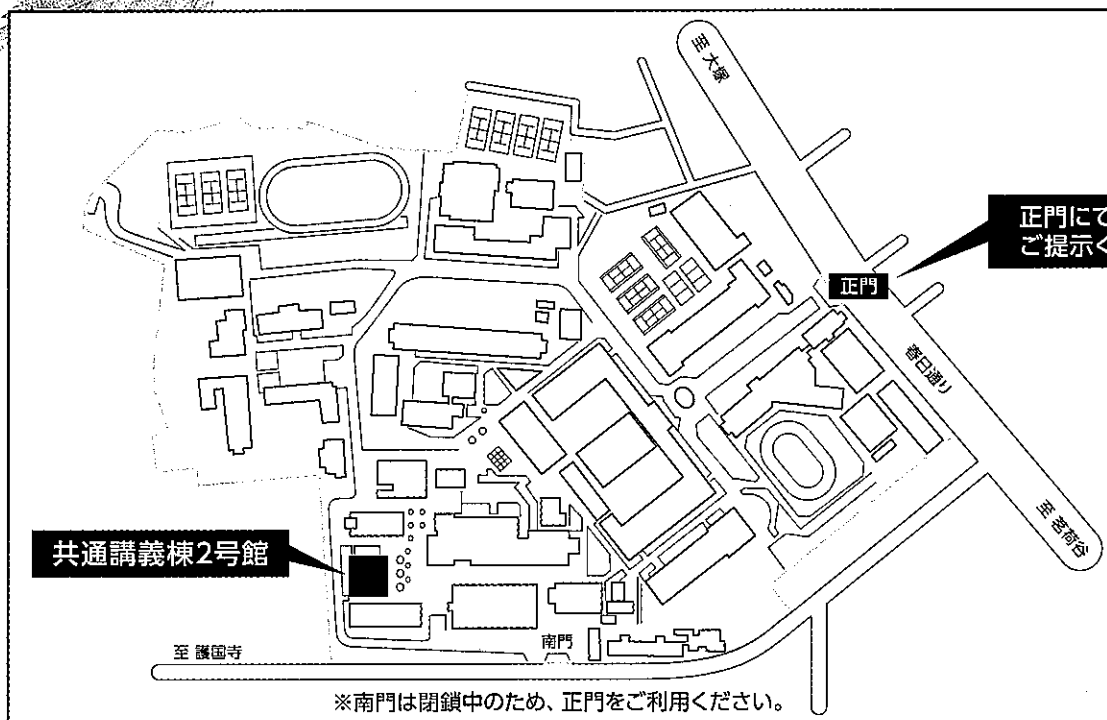 至 大塚
正門にて
ご提示く
正門
春日通り
至 茗荷谷
共通講義棟2号館
至 護国寺
南門
※南門は閉鎖中のため、正門をご利用ください。